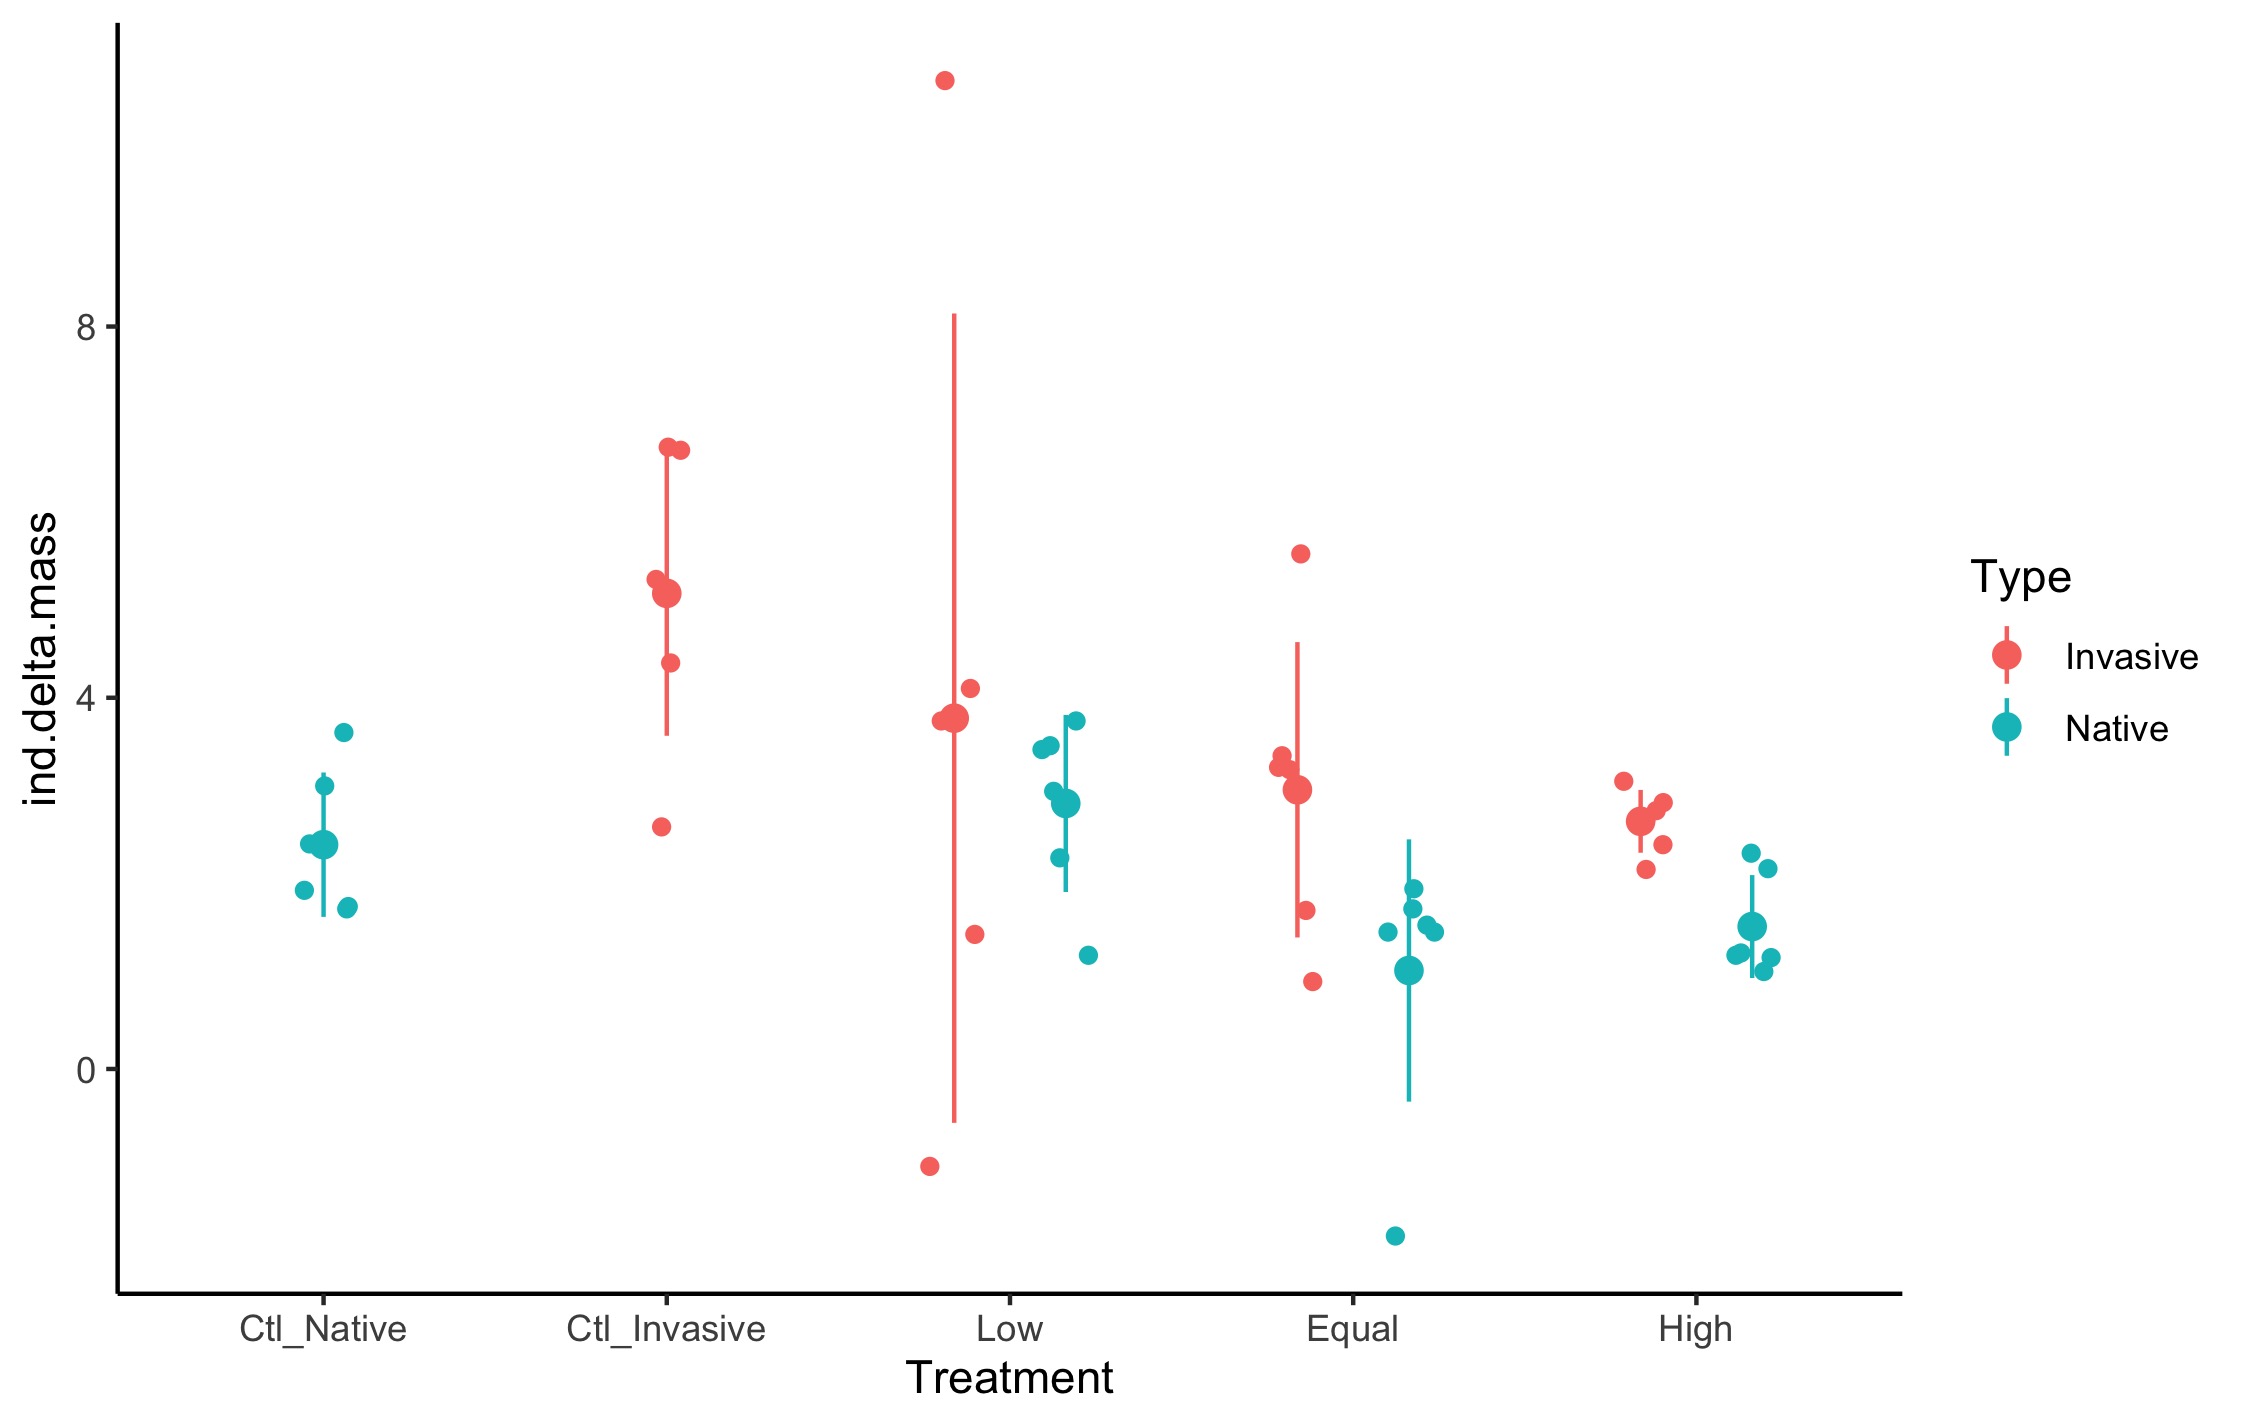 ind.delta.mass
8
4
0
Ctl_Native Ctl_Invasive Low Equal High
Treatment
Type
Invasive
Native